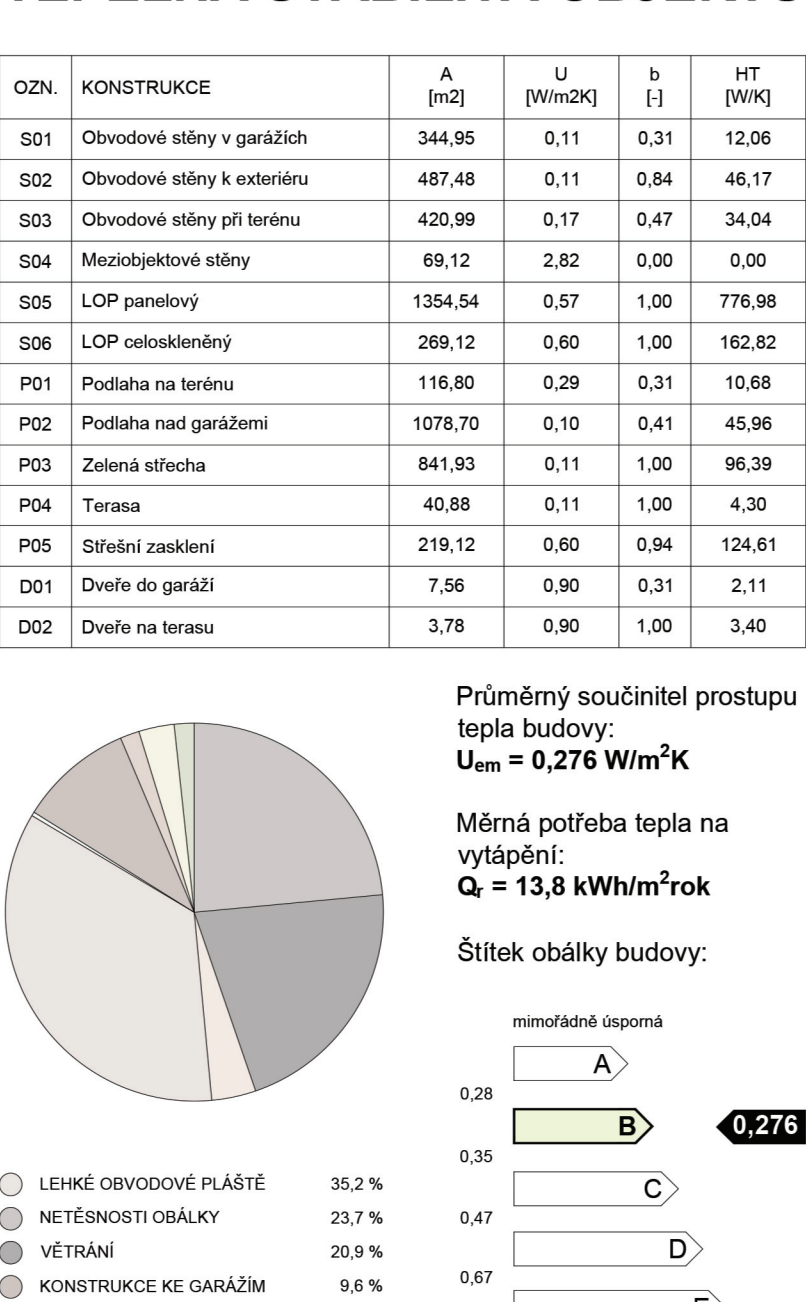 OZN. KONSTRUKCE A [m2] U [W/m2K] b [-] HT [W/K]
S01 Obvodové stěny v garážích 344,95 0,11 0,31 12,06
S02 Obvodové stěny k exteriéru 487,48 0,11 0,84 46,17
S03 Obvodové stěny při terénu 420,99 0,17 0,47 34,04
S04 Meziobjektové stěny 69,12 2,82 0,00 0,00
S05 LOP panelový 1354,54 0,57 1,00 776,98
S06 LOP celoskleněný 269,12 0,60 1,00 162,82
P01 Podlaha na terénu 116,80 0,29 0,31 10,68
P02 Podlaha nad garážemi 1078,70 0,10 0,41 45,96
P03 Zelená střecha 841,93 0,11 1,00 96,39
P04 Terasa 40,88 0,11 1,00 4,30
P05 Střešní zasklení 219,12 0,60 0,94 124,61
D01 Dveře do garáží 7,56 0,90 0,31 2,11
D02 Dveře na terasu 3,78 0,90 1,00 3,40
Průměrný součinitel prostupu
tepla budovy:
Uem = 0,276 W/m²K
Měrná potřeba tepla na
vytápění:
Qr = 13,8 kWh/m²rok
Štítek obálky budovy:
mimořádně úsporná
A
0,28
B 0,276
0,35
C
0,47
D
0,67
LEHKÉ OBVODOVÉ PLÁŠTĚ 35,2 %
NETĚSNOSTI OBÁLKY 23,7 %
VĚTRÁNÍ 20,9 %
KONSTRUKCE KE GARÁŽÍM 9,6 %